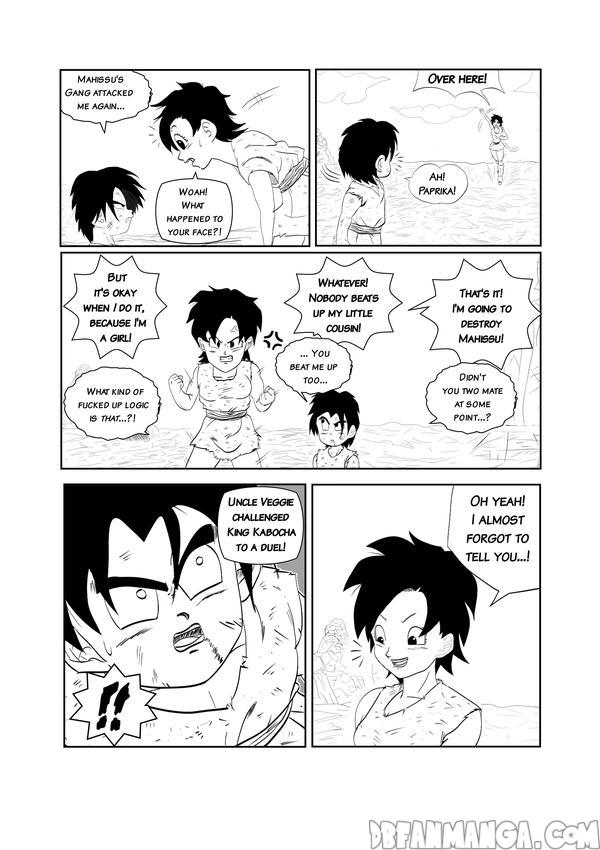 OVER HERE!
AH!
PAPRIKA!
WOAH!
WHAT
HAPPENED TO
YOUR FACE?!
MAHISSU'S
GANG ATTACKED
ME AGAIN...
THAT'S IT!
I'M GOING TO
DESTROY
MAHISSU!
DIDN'T
YOU TWO MATE
AT SOME
POINT...?
WHATEVER!
NOBODY BEATS
UP MY LITTLE
COUSIN!
... YOU
BEAT ME UP
TOO...
BUT
IT'S OKAY
WHEN I DO IT,
BECAUSE I'M
A GIRL!
WHAT KIND OF
FUCKED UP LOGIC
IS THAT...?!
OH YEAH!
I ALMOST
FORGOT TO
TELL YOU...!
UNCLE VEGGIE
CHALLENGED
KING KABOCHA
TO A DUEL!
!!
DBFANMANGA.COM